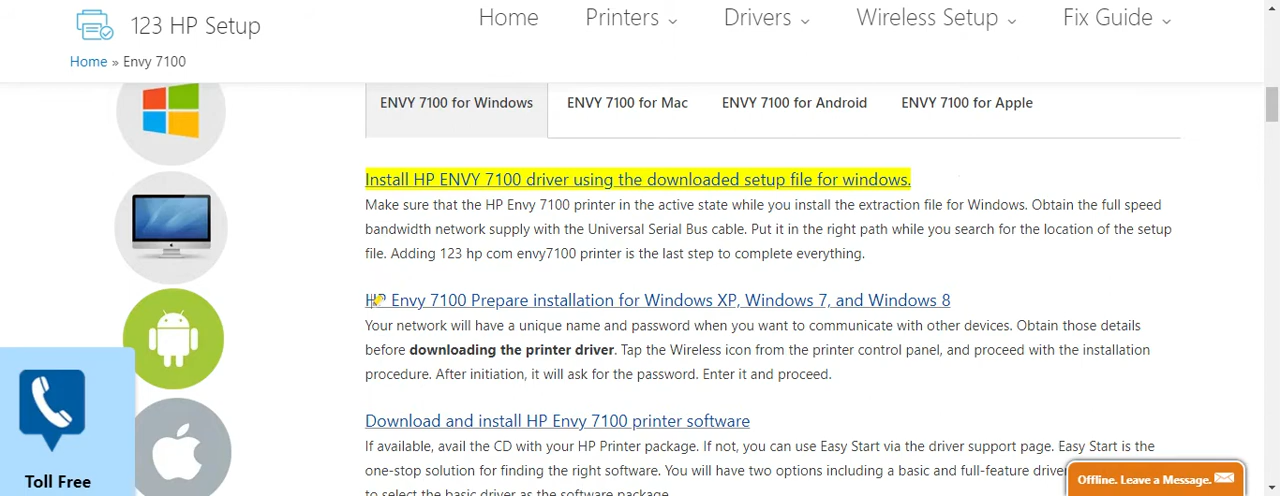 123 HP Setup
Home Printers Drivers Wireless Setup Fix Guide
Home » Envy 7100
ENVY 7100 for Windows ENVY 7100 for Mac ENVY 7100 for Android ENVY 7100 for Apple
Install HP ENVY 7100 driver using the downloaded setup file for windows.
Make sure that the HP Envy 7100 printer in the active state while you install the extraction file for Windows. Obtain the full speed
bandwidth network supply with the Universal Serial Bus cable. Put it in the right path while you search for the location of the setup
file. Adding 123 hp com envy7100 printer is the last step to complete everything.
HP Envy 7100 Prepare installation for Windows XP, Windows 7, and Windows 8
Your network will have a unique name and password when you want to communicate with other devices. Obtain those details
before downloading the printer driver. Tap the Wireless icon from the printer control panel, and proceed with the installation
procedure. After initiation, it will ask for the password. Enter it and proceed.
Download and install HP Envy 7100 printer software
If available, avail the CD with your HP Printer package. If not, you can use Easy Start via the driver support page. Easy Start is the
one-stop solution for finding the right software. You will have two options including a basic and full-feature
to select the basic driver as the software package.
Toll Free
Offline. Leave a Message.